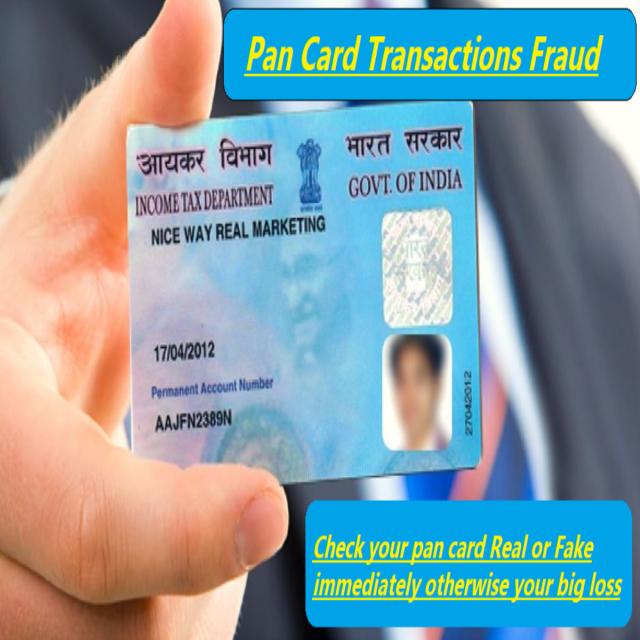 Pan Card Transactions Fraud
आयकर विभाग
INCOME TAX DEPARTMENT
भारत सरकार
GOVT. OF INDIA
NICE WAY REAL MARKETING
17/04/2012
Permanent Account Number
AAJFN2389N
27042012
Check your pan card Real or Fake
immediately otherwise your big loss